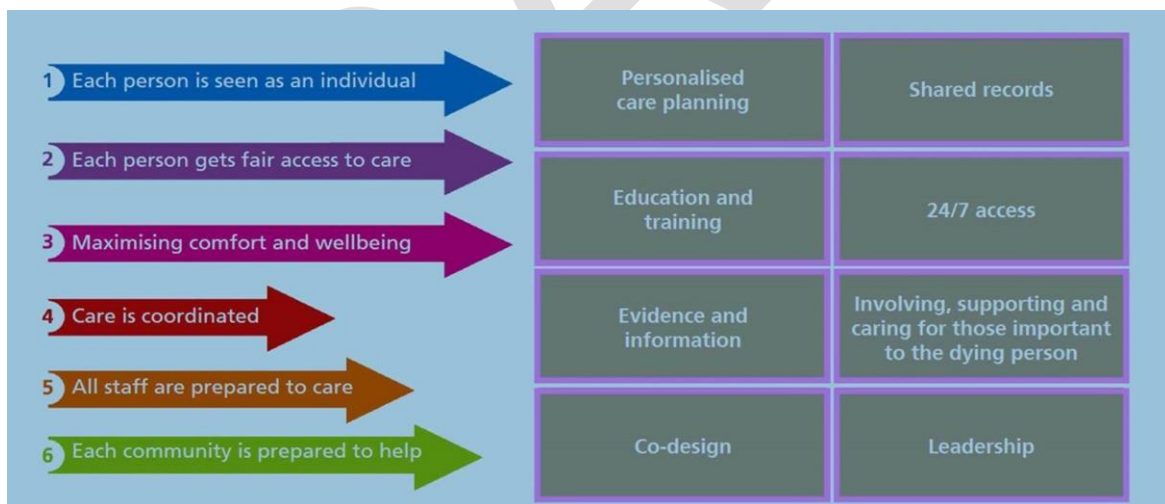 1 Each person is seen as an individual
2 Each person gets fair access to care
3 Maximising comfort and wellbeing
4 Care is coordinated
5 All staff are prepared to care
6 Each community is prepared to help
Personalised
care planning
Shared records
Education and
training
24/7 access
Evidence and
information
Involving, supporting and
caring for those important
to the dying person
Co-design
Leadership